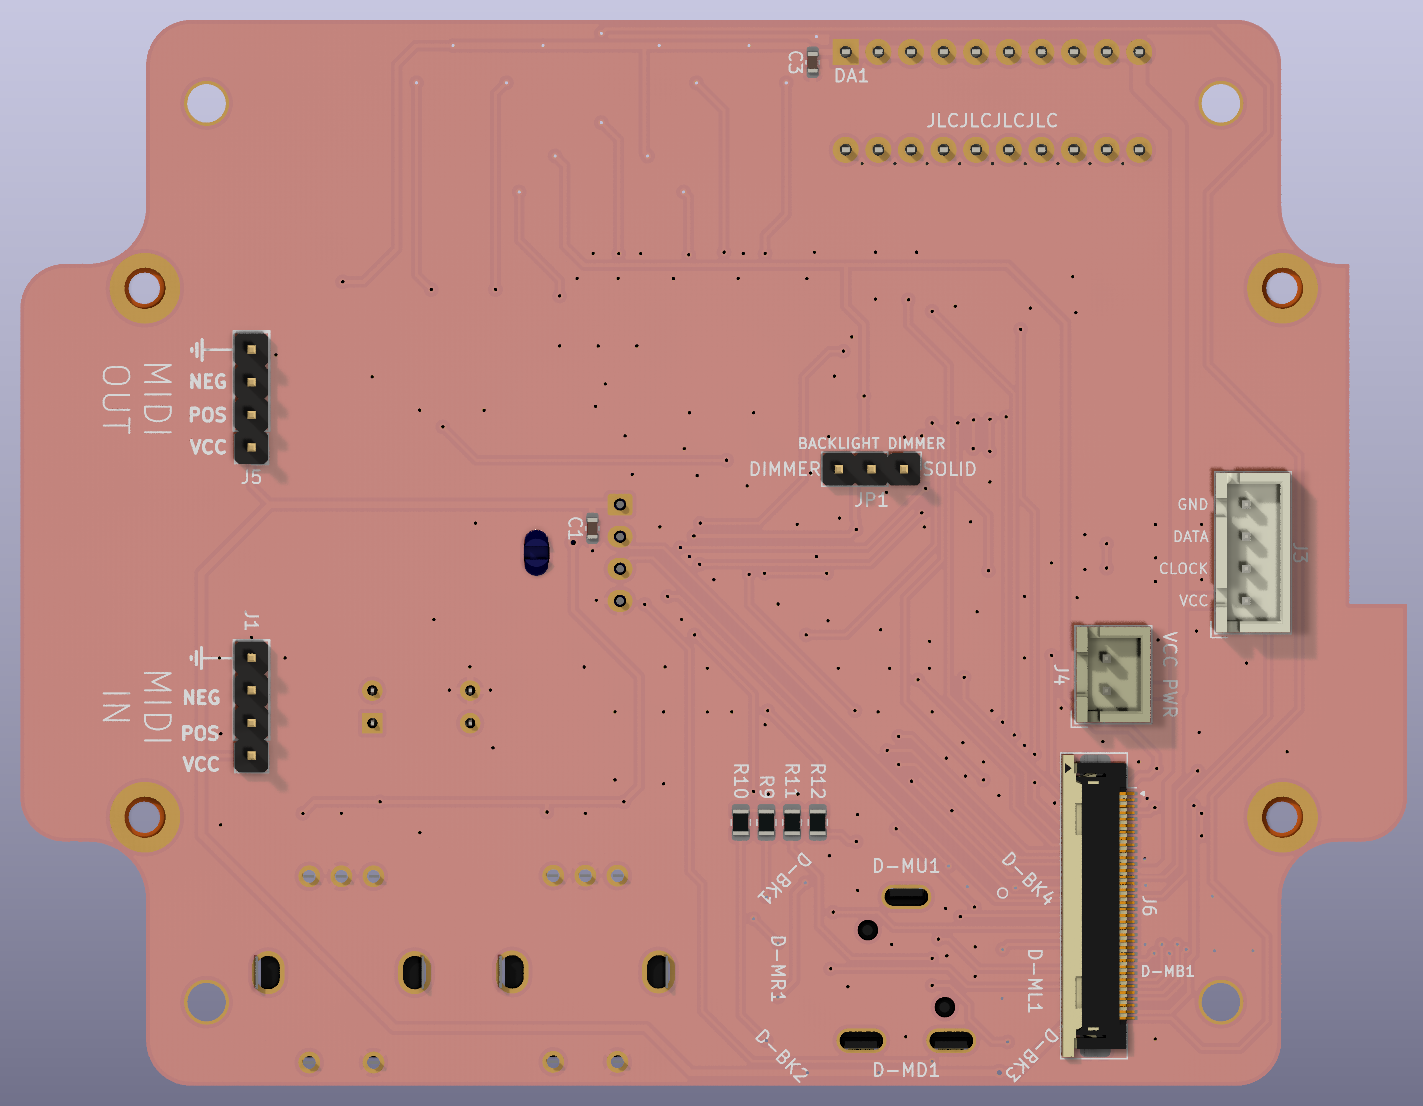 C3
DA1
JLCJLCJLCJLC
MIDI
OUT
NEG
POS
VCC
J5
BACKLIGHT DIMMER
DIMMER
SOLID
JP1
C1
GND
DATA
CLOCK
VCC
J3
J1
MIDI
IN
NEG
POS
VCC
J4
VCC PWR
R10
R9
R11
R12
D-BK1
D-MU1
D-BK4
J6
D-MR1
D-ML1
D-MB1
D-BK2
D-MD1
D-BK3